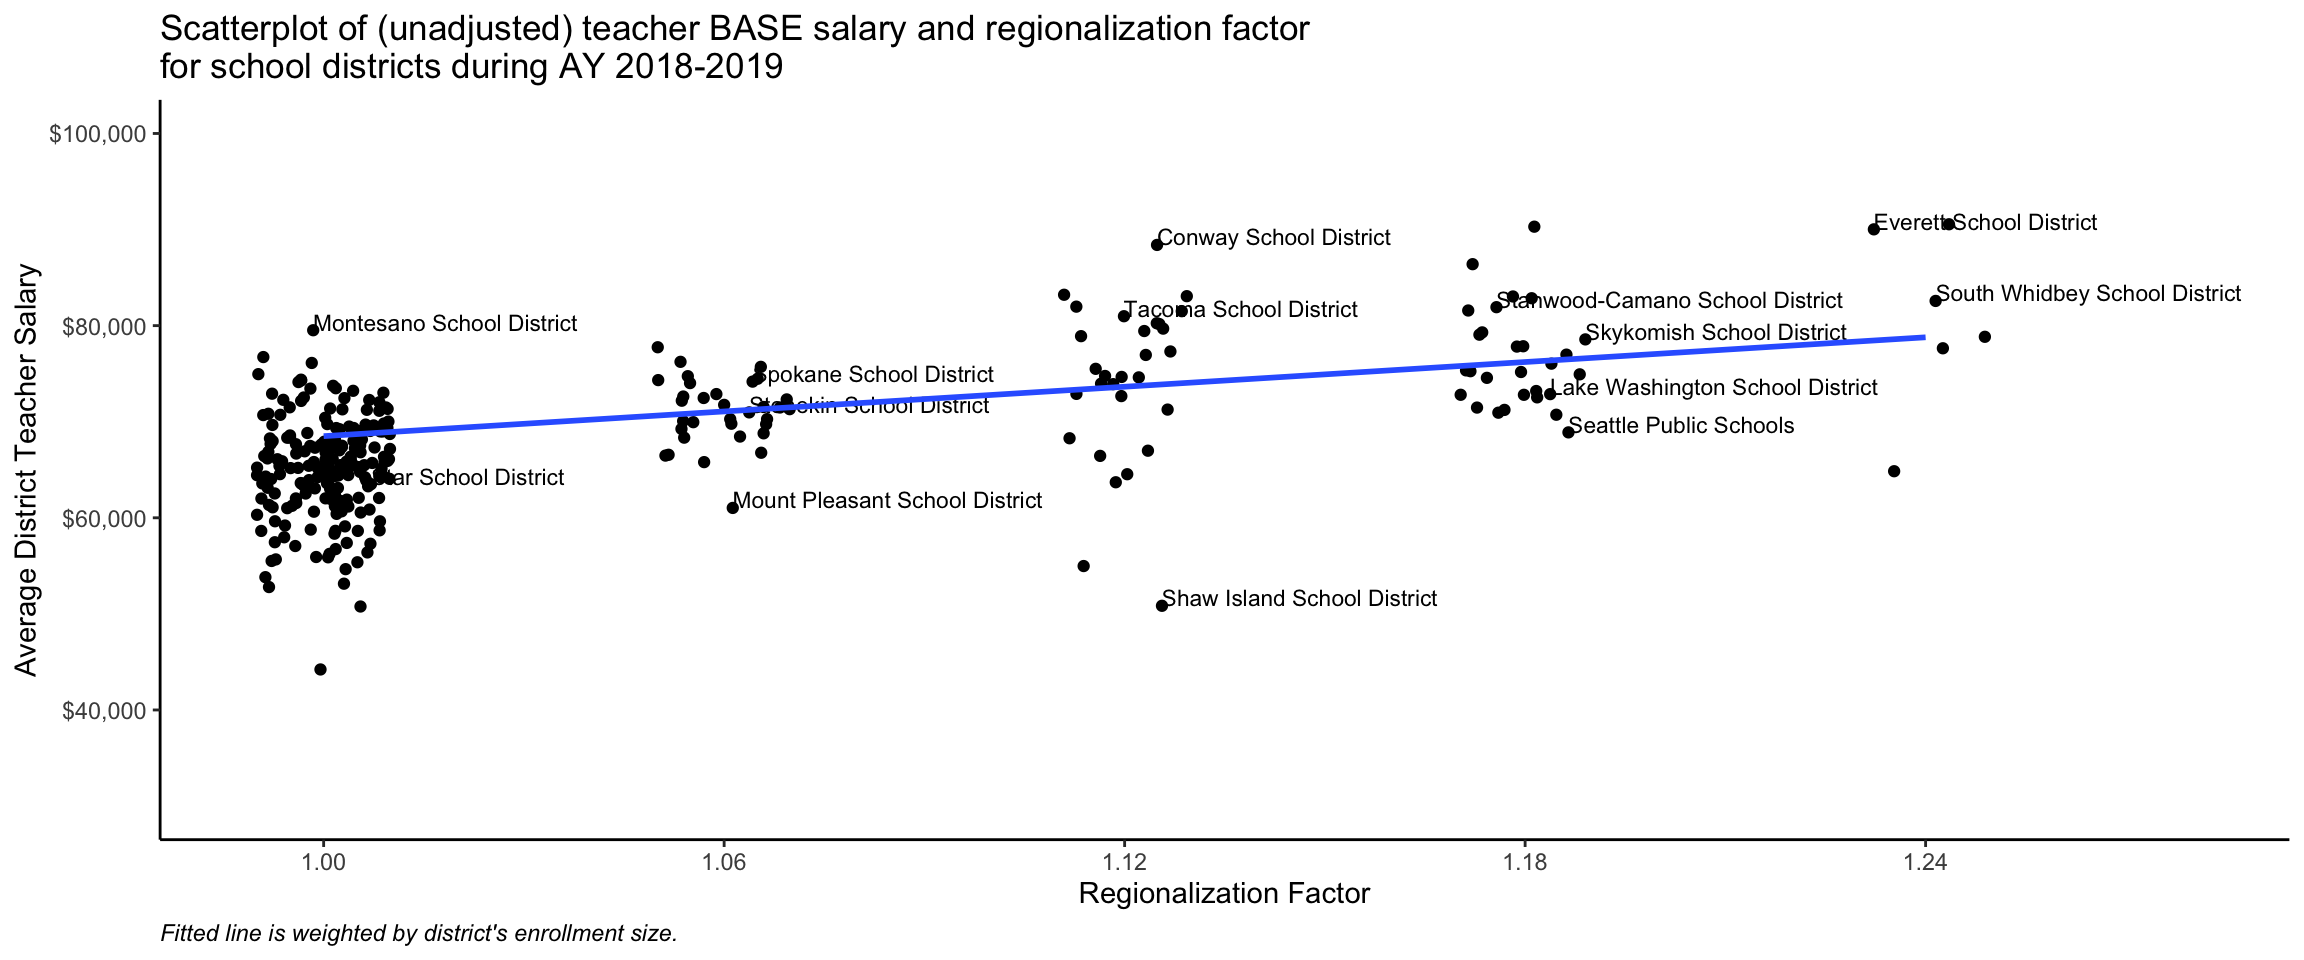 Scatterplot of (unadjusted) teacher BASE salary and regionalization factor
for school districts during AY 2018-2019
Average District Teacher Salary
$100,000
$80,000
$60,000
$40,000
Everett School District
Conway School District
South Whidbey School District
Stanwood-Camano School District
Tacoma School District
Montesano School District
Skykomish School District
Spokane School District
Lake Washington School District
School District
Seattle Public Schools
School District
Mount Pleasant School District
Shaw Island School District
1.00
1.06
1.12
1.18
1.24
Regionalization Factor
Fitted line is weighted by district's enrollment size.